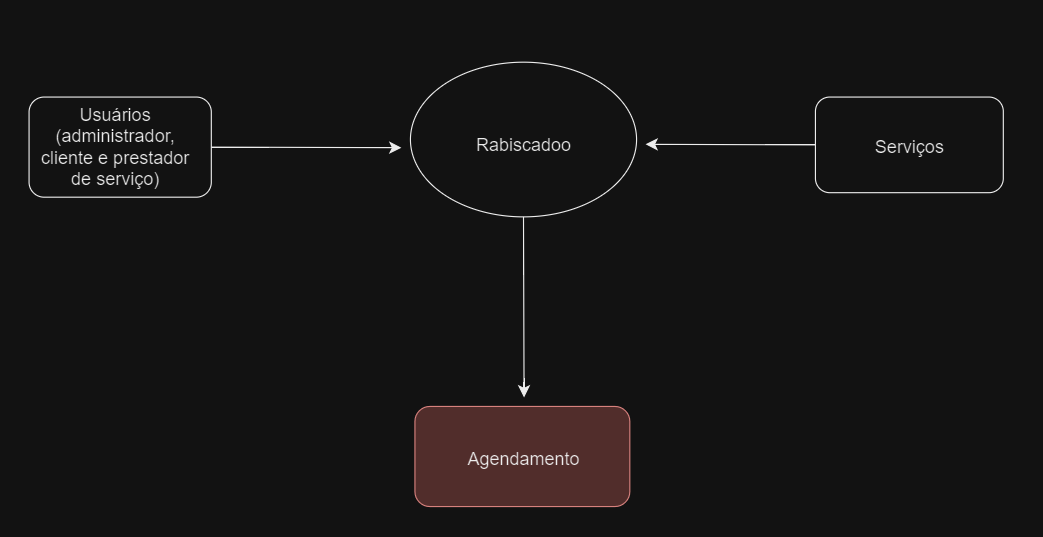 Usuários
(administrador,
cliente e prestador
de serviço)
Rabiscadoo
Serviços
Agendamento